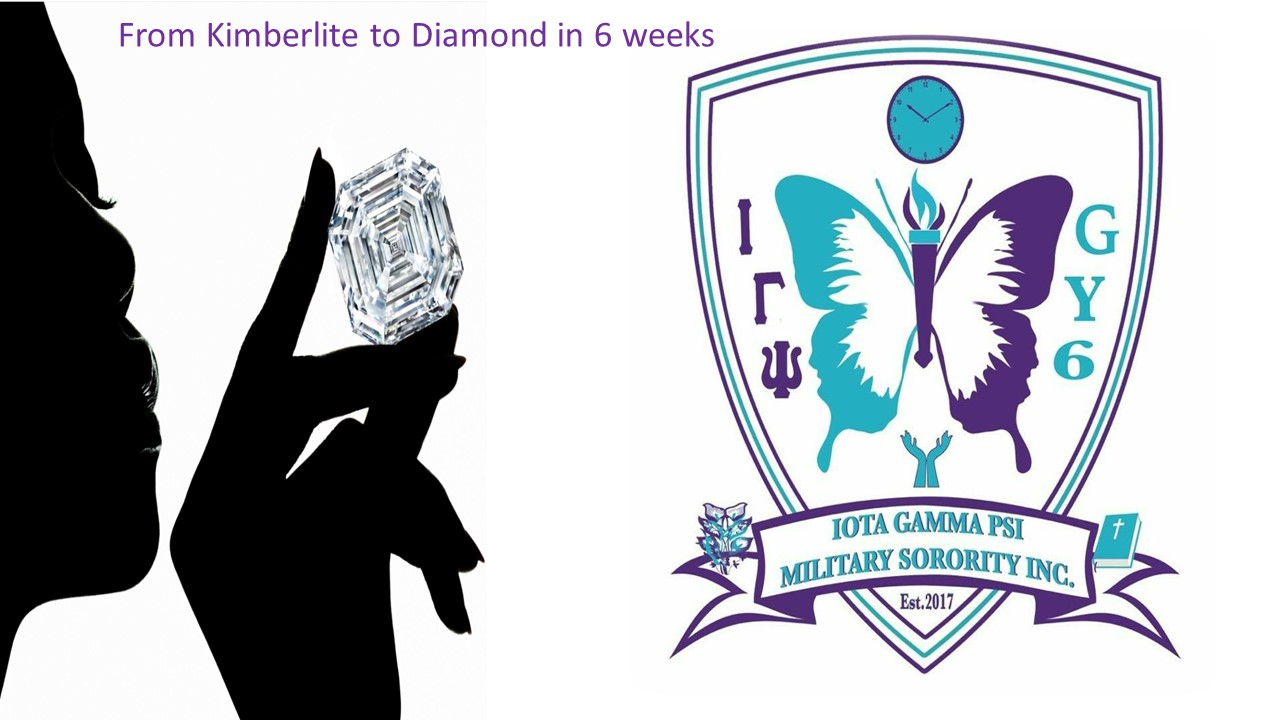 From Kimberlite to Diamond in 6 weeks
Ι
Γ
Ψ
G
Y
6
IOTA GAMMA PSI
MILITARY SORORITY INC.
Est.2017